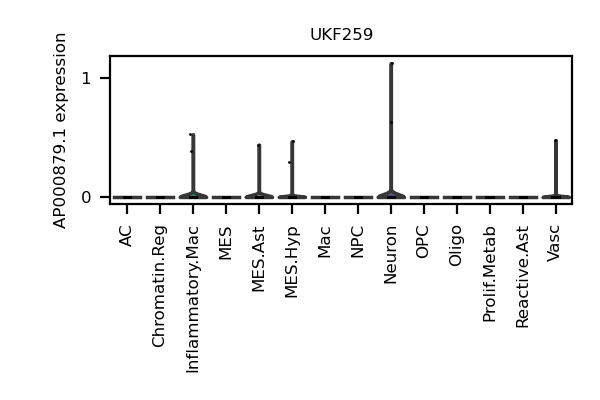 UKF259
AP000879.1 expression
1
0
AC
Chromatin.Reg
Inflammatory.Mac
MES
MES.Ast
MES.Hyp
Mac
NPC
Neuron
OPC
Oligo
Prolif.Metab
Reactive.Ast
Vasc